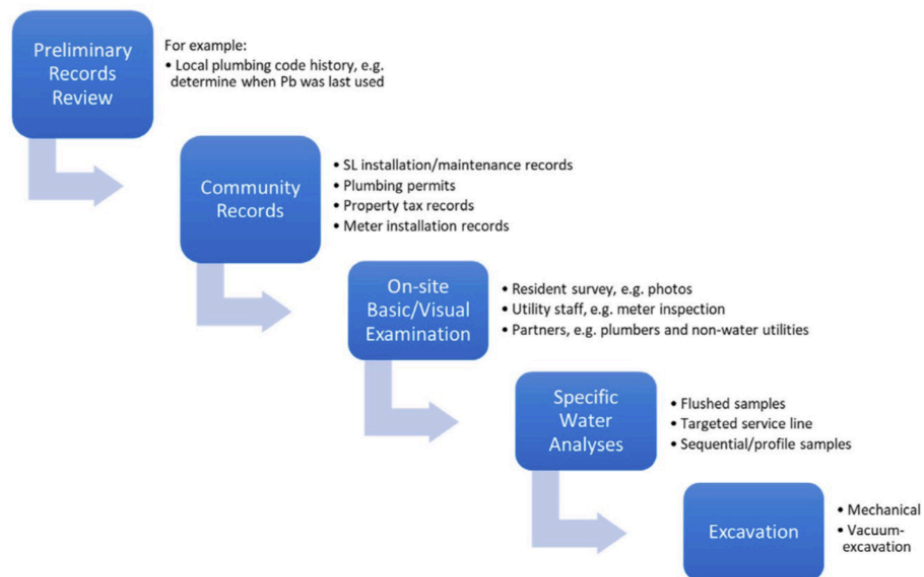 Preliminary
Records
Review
For example:
• Local plumbing code history, e.g.
determine when Pb was last used
Community
Records
• SL installation/maintenance records
• Plumbing permits
• Property tax records
• Meter installation records
On-site
Basic/Visual
Examination
• Resident survey, e.g. photos
• Utility staff, e.g. meter inspection
• Partners, e.g. plumbers and non-water utilities
Specific
Water
Analyses
• Flushed samples
• Targeted service line
• Sequential/profile samples
Excavation
• Mechanical
• Vacuum-
excavation